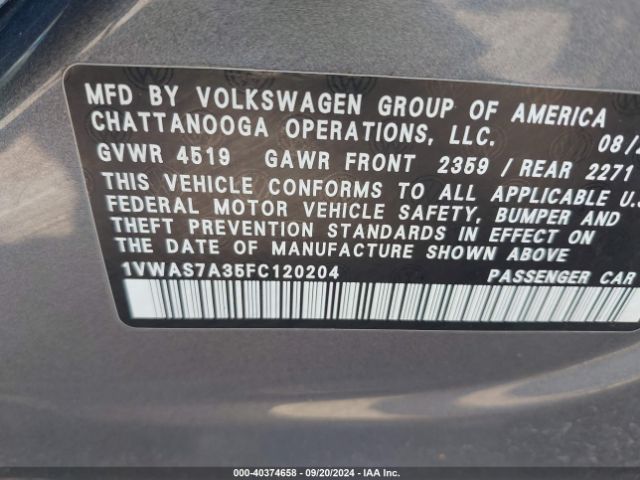 MFD BY VOLKSWAGEN GROUP OF AMERICA
CHATTANOOGA OPERATIONS, LLC. 08/
GVWR 4519 GAWR FRONT 2359 / REAR 2271
THIS VEHICLE CONFORMS TO ALL APPLICABLE U.S
FEDERAL MOTOR VEHICLE SAFETY, BUMPER AND
THEFT PREVENTION STANDARDS IN EFFECT ON
THE DATE OF MANUFACTURE SHOWN ABOVE.
1VWAS7A35FC120204 PASSENGER CAR
© - 40374658 - 09/20/2024 - IAA Inc.